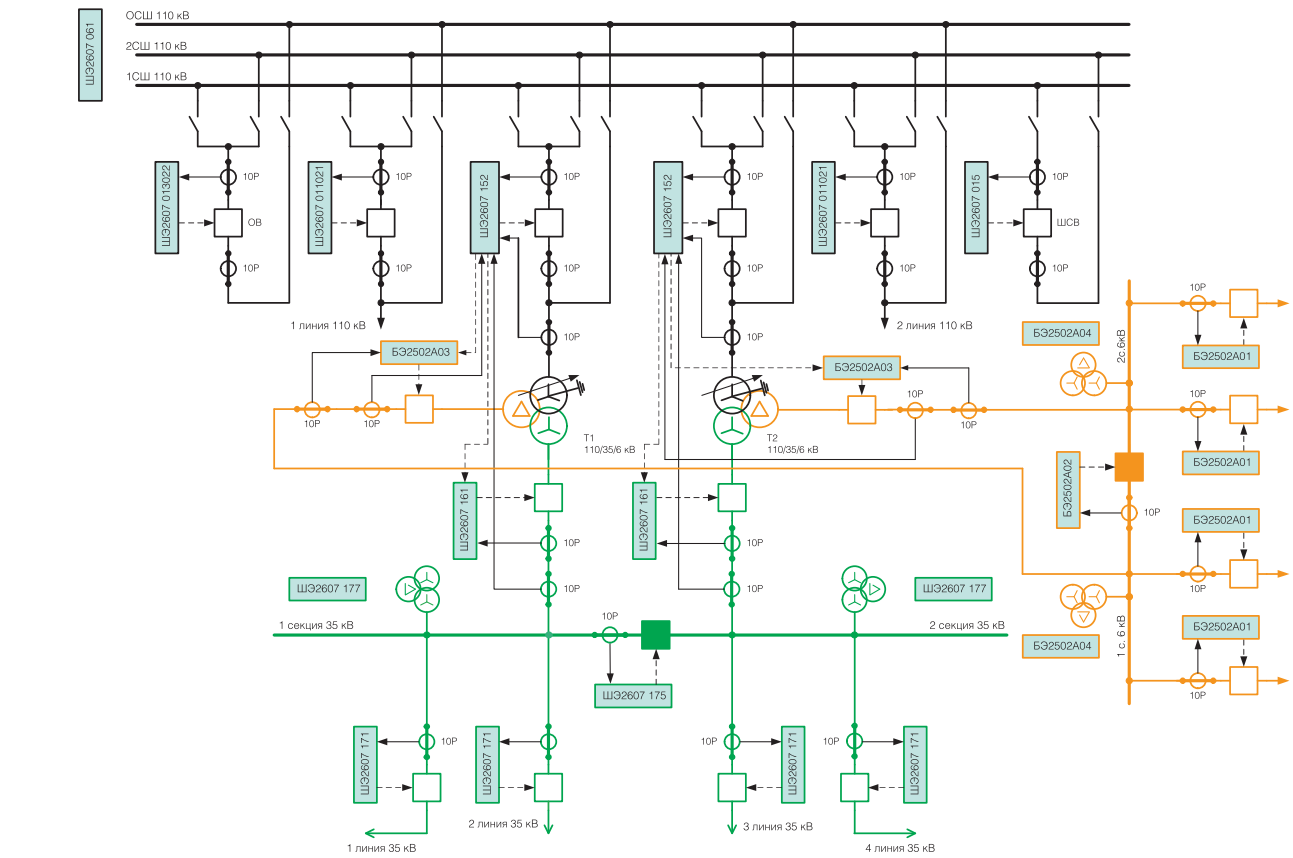 ШЭ2607 061
ОСШ 110 кВ
2СШ 110 кВ
1СШ 110 кВ
ШЭ2607 013022
10Р
ОВ
10Р
ШЭ2607 011021
10Р
10Р
ШЭ2607 152
10Р
10Р
10Р
ШЭ2607 152
10Р
10Р
10Р
ШЭ2607 011021
10Р
10Р
ШЭ2607 015
10Р
ШСВ
10Р
1 линия 110 кВ
2 линия 110 кВ
БЭ2502А03
10Р
10Р
Т1
110/35/6 кВ
БЭ2502А03
10Р
10Р
Т2
110/35/6 кВ
БЭ2502А04
2с.6кВ
10Р
БЭ2502А01
10Р
БЭ2502А01
БЭ2502А02
10Р
БЭ2502А01
10Р
БЭ2502А01
10Р
БЭ2502А04
1 с. 6 кВ
ШЭ2607 161
10Р
10Р
ШЭ2607 161
10Р
10Р
ШЭ2607 177
ШЭ2607 177
1 секция 35 кВ
10Р
2 секция 35 кВ
ШЭ2607 175
ШЭ2607 171
10Р
ШЭ2607 171
10Р
10Р
ШЭ2607 171
10Р
ШЭ2607 171
2 линия 35 кВ
3 линия 35 кВ
1 линия 35 кВ
4 линия 35 кВ